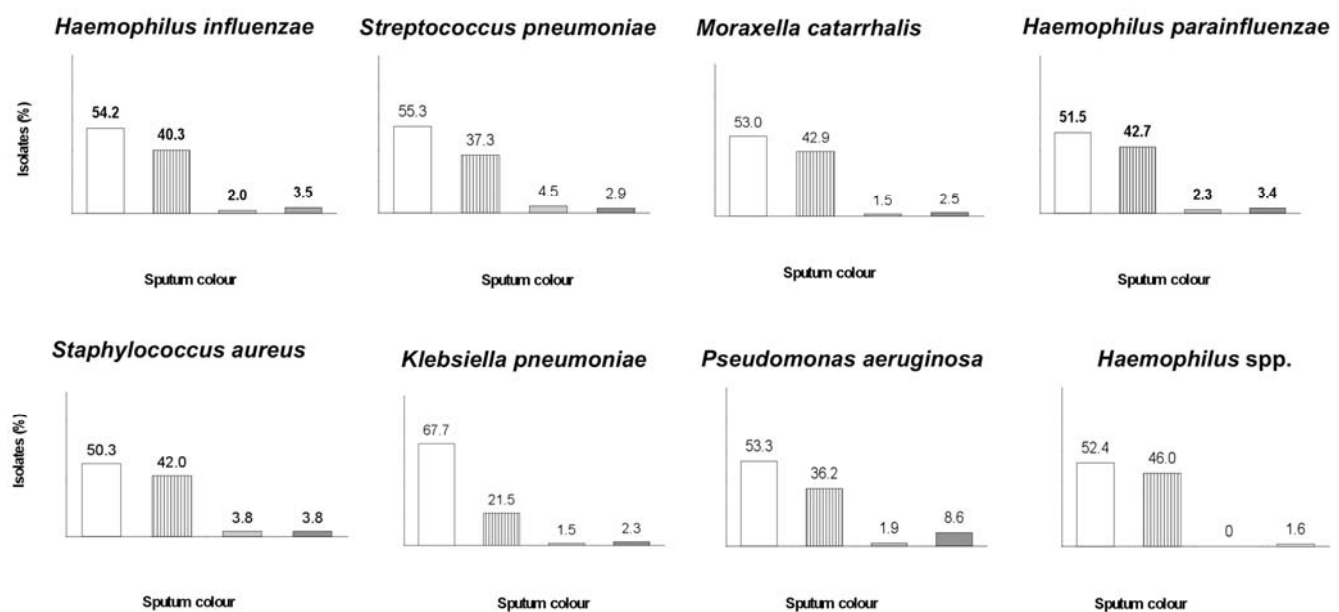 Haemophilus influenzae
Streptococcus pneumoniae
Moraxella catarrhalis
Haemophilus parainfluenzae
Isolates (%)
54.2
40.3
2.0
3.5
55.3
37.3
4.5
2.9
53.0
42.9
1.5
2.5
51.5
42.7
2.3
3.4
Sputum colour
Sputum colour
Sputum colour
Sputum colour
Staphylococcus aureus
Klebsiella pneumoniae
Pseudomonas aeruginosa
Haemophilus spp.
Isolates (%)
50.3
42.0
3.8
3.8
67.7
21.5
1.5
2.3
53.3
36.2
1.9
8.6
52.4
46.0
0
1.6
Sputum colour
Sputum colour
Sputum colour
Sputum colour